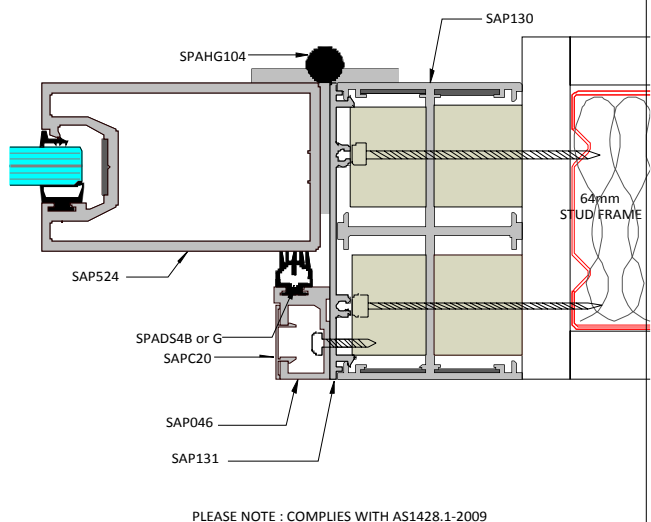 SAP130
SPAHG104
64mm
STUD FRAME
SAP524
SPADS4B or G
SAPC20
SAP046
SAP131
PLEASE NOTE : COMPLIES WITH AS1428.1-2009